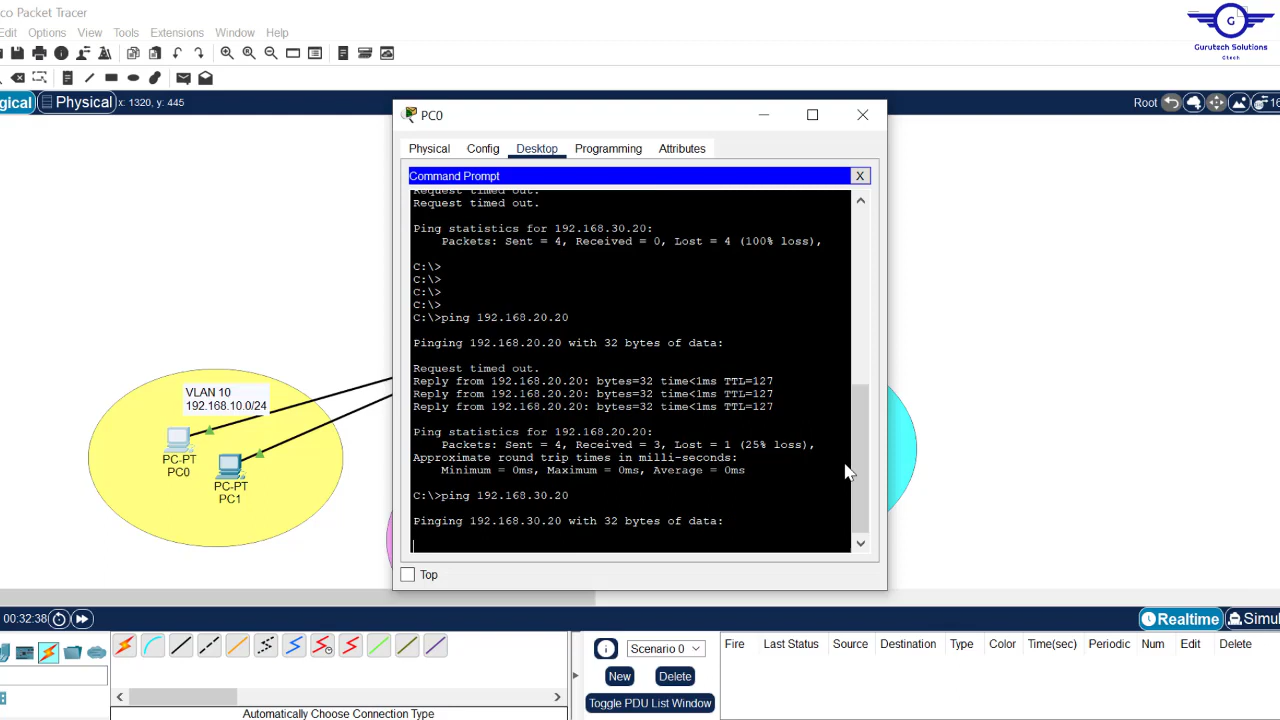 co Packet Tracer
Edit Options View Tools Extensions Window Help
G
Gurutech Solutions
Gtech
gical Physical x: 1320, y: 445
Root
16
PC0
Physical Config Desktop Programming Attributes
Command Prompt
X
Request timed out.
Request timed out.
Ping statistics for 192.168.30.20:
Packets: Sent = 4, Received = 0, Lost = 4 (100% loss),
C:\>
C:\>
C:\>
C:\>
C:\>ping 192.168.20.20
Pinging 192.168.20.20 with 32 bytes of data:
Request timed out.
Reply from 192.168.20.20: bytes=32 time<1ms TTL=127
Reply from 192.168.20.20: bytes=32 time<1ms TTL=127
Reply from 192.168.20.20: bytes=32 time<1ms TTL=127
Ping statistics for 192.168.20.20:
Packets: Sent = 4, Received = 3, Lost = 1 (25% loss),
Approximate round trip times in milli-seconds:
Minimum = 0ms, Maximum = 0ms, Average = 0ms
C:\>ping 192.168.30.20
Pinging 192.168.30.20 with 32 bytes of data:
Top
VLAN 10
192.168.10.0/24
PC-PT
PC0
PC-PT
PC1
00:32:38
Realtime
Simul
Scenario 0
New Delete
Toggle PDU List Window
Fire Last Status Source Destination Type Color Time(sec) Periodic Num Edit Delete
Automatically Choose Connection Type